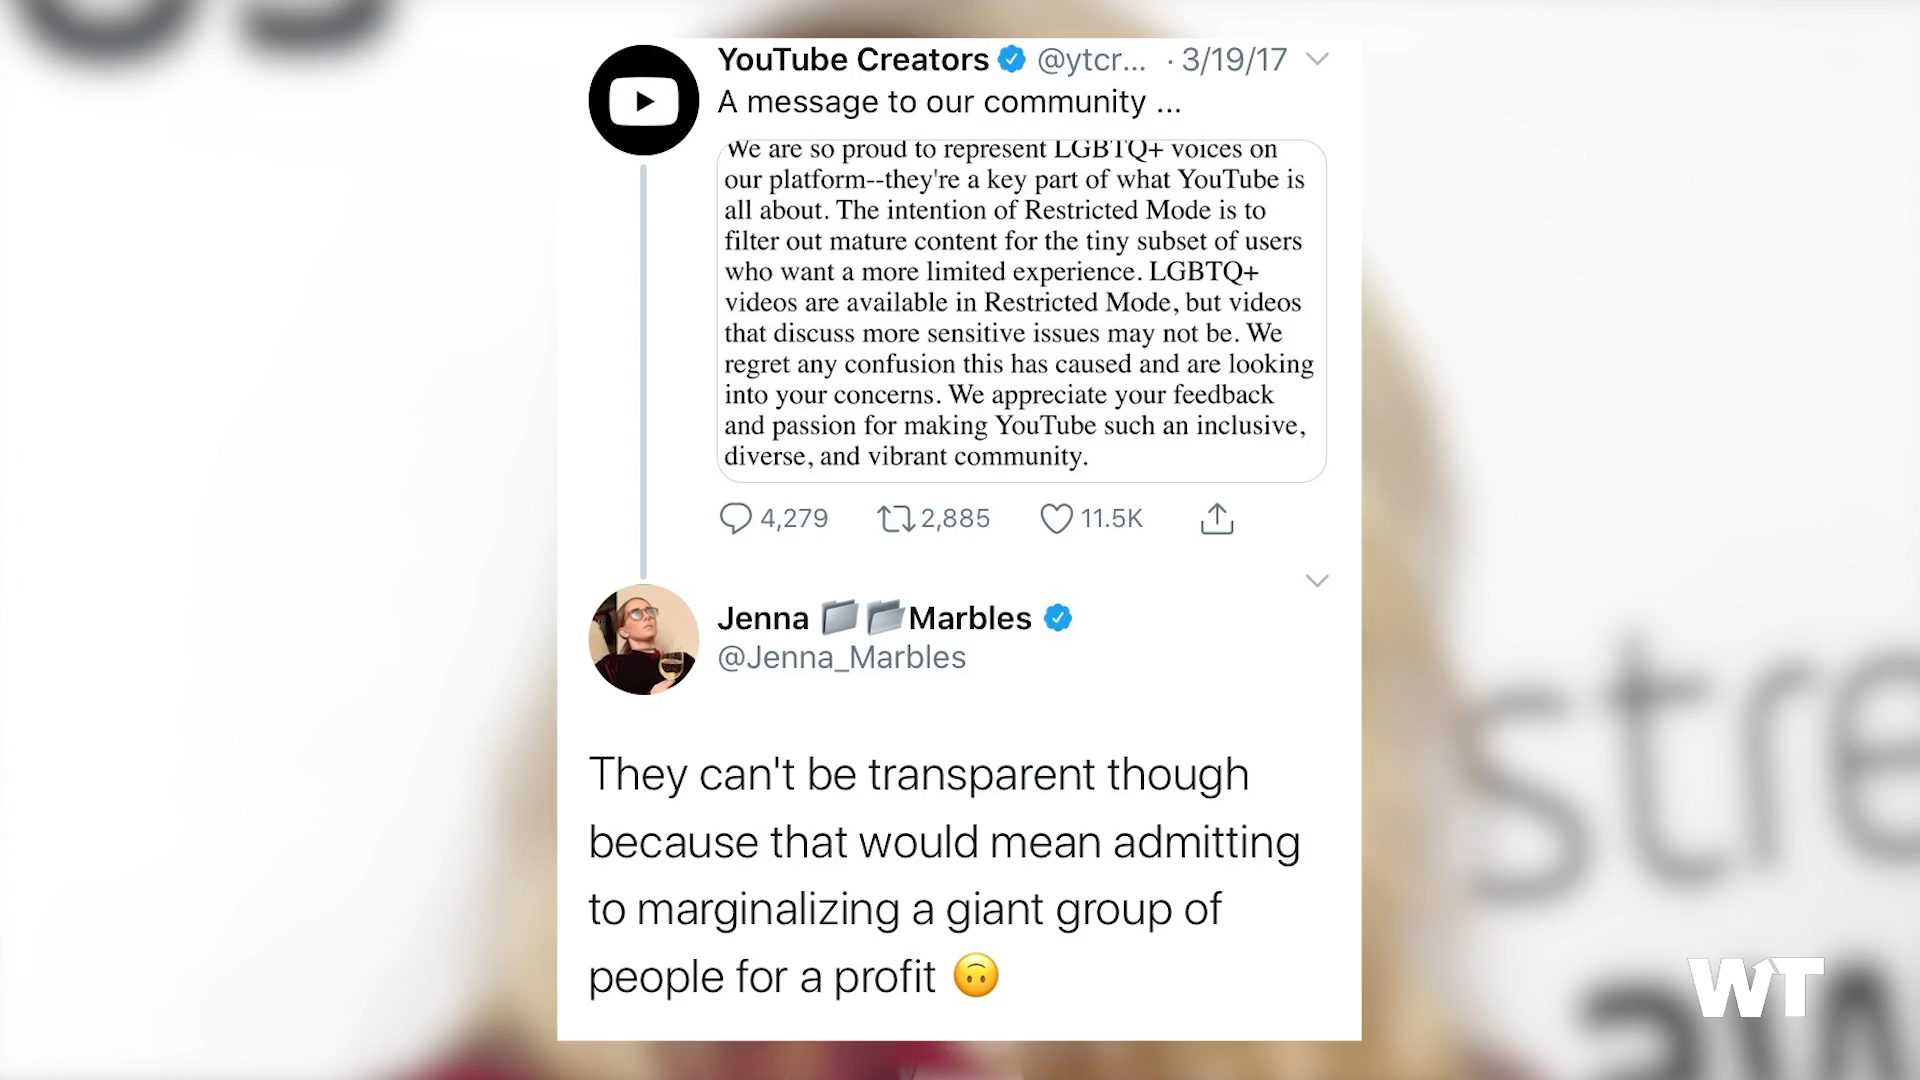 YouTube Creators @ytcr... · 3/19/17
A message to our community ...
We are so proud to represent LGBTQ+ voices on
our platform--they're a key part of what YouTube is
all about. The intention of Restricted Mode is to
filter out mature content for the tiny subset of users
who want a more limited experience. LGBTQ+
videos are available in Restricted Mode, but videos
that discuss more sensitive issues may not be. We
regret any confusion this has caused and are looking
into your concerns. We appreciate your feedback
and passion for making YouTube such an inclusive,
diverse, and vibrant community.
4,279 2,885 11.5K
Jenna 📁📂Marbles
@Jenna_Marbles
They can't be transparent though
because that would mean admitting
to marginalizing a giant group of
people for a profit 🙃
stre
aw
WT